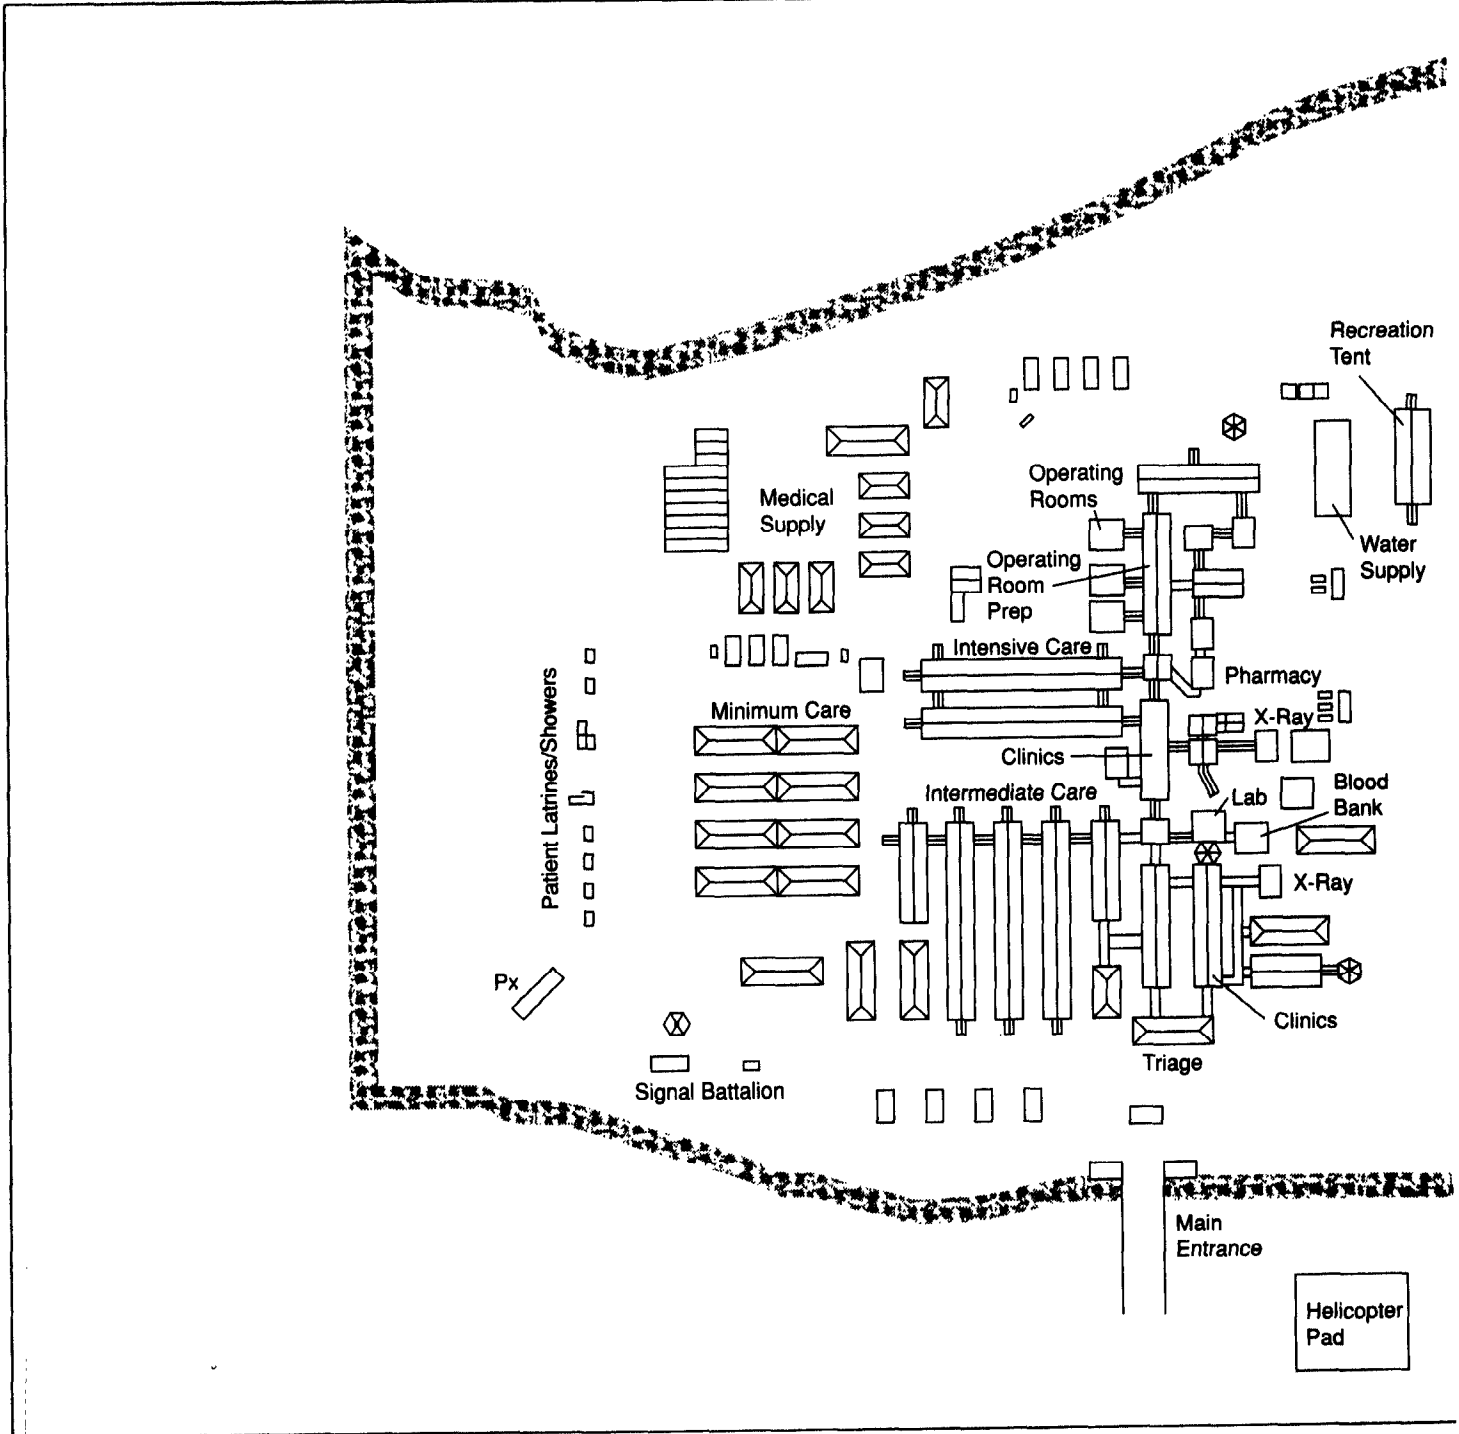 Recreation
Tent
Operating
Rooms
Medical
Supply
Water
Supply
Operating
Room
Prep
Intensive Care
Pharmacy
Patient Latrines/Showers
Minimum Care
X-Ray
Clinics
Intermediate Care
Lab
Blood
Bank
X-Ray
Px
Clinics
Triage
Signal Battalion
Main
Entrance
Helicopter
Pad